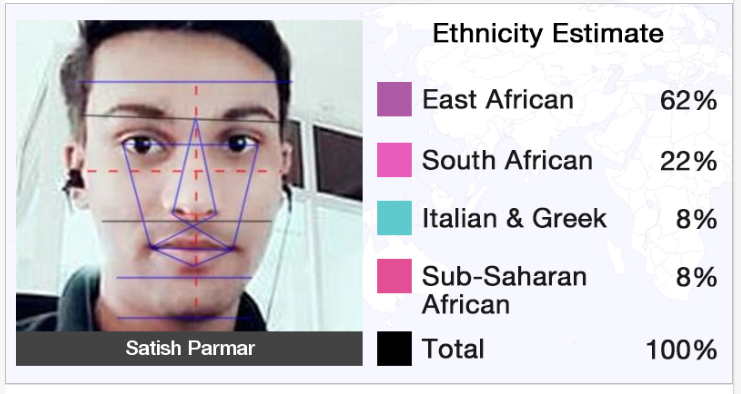 Ethnicity Estimate
East African 62%
South African 22%
Italian & Greek 8%
Sub-Saharan 8%
African
Total 100%
Satish Parmar